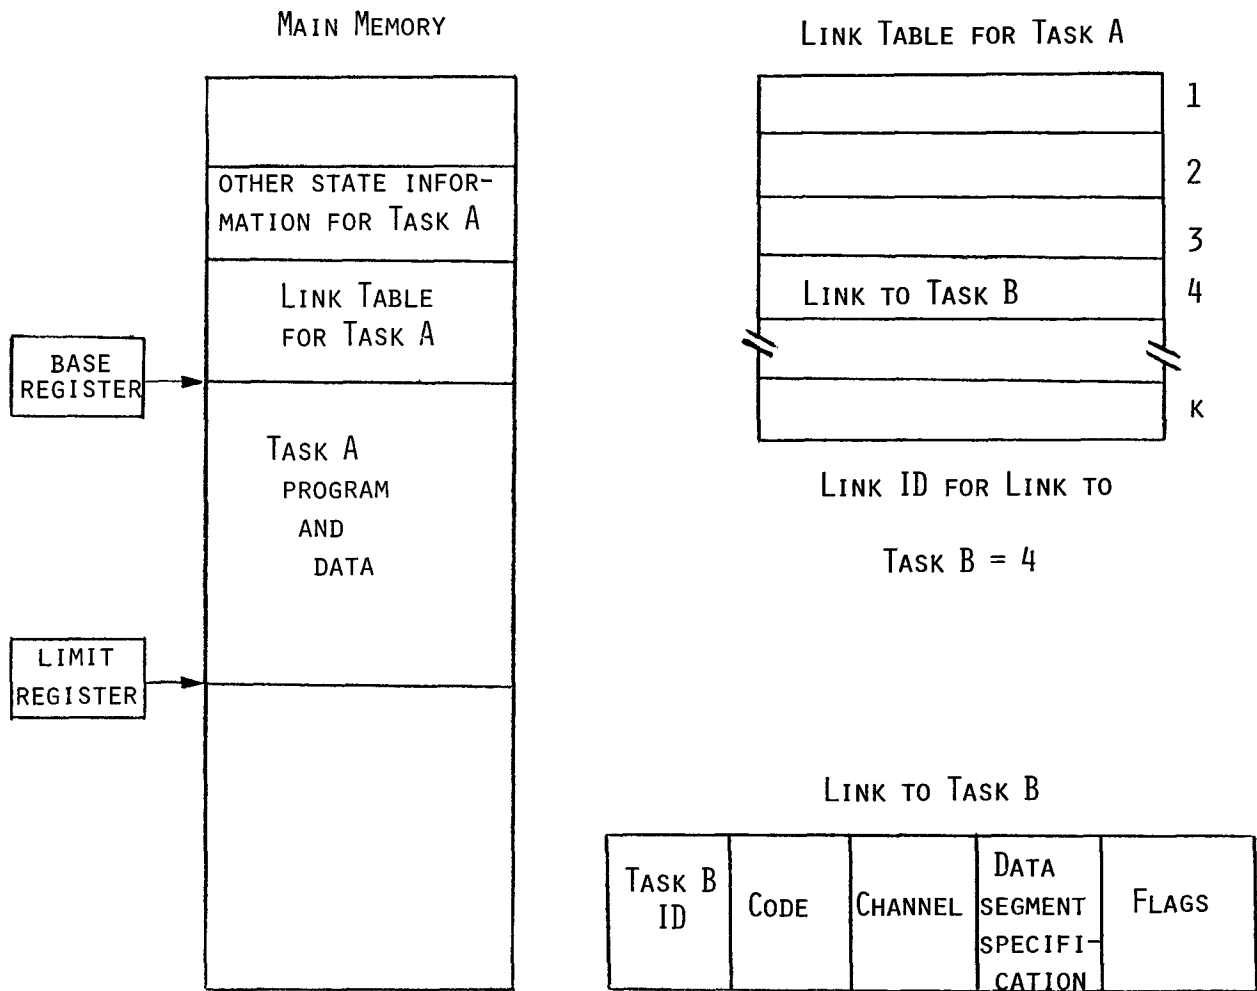 MAIN MEMORY
OTHER STATE INFOR-
MATION FOR TASK A
LINK TABLE
FOR TASK A
BASE
REGISTER
TASK A
PROGRAM
AND
DATA
LIMIT
REGISTER
LINK TABLE FOR TASK A
1
2
3
LINK TO TASK B 4
K
LINK ID FOR LINK TO
TASK B = 4
LINK TO TASK B
TASK B
ID
CODE
CHANNEL
DATA
SEGMENT
SPECIFI-
CATION
FLAGS